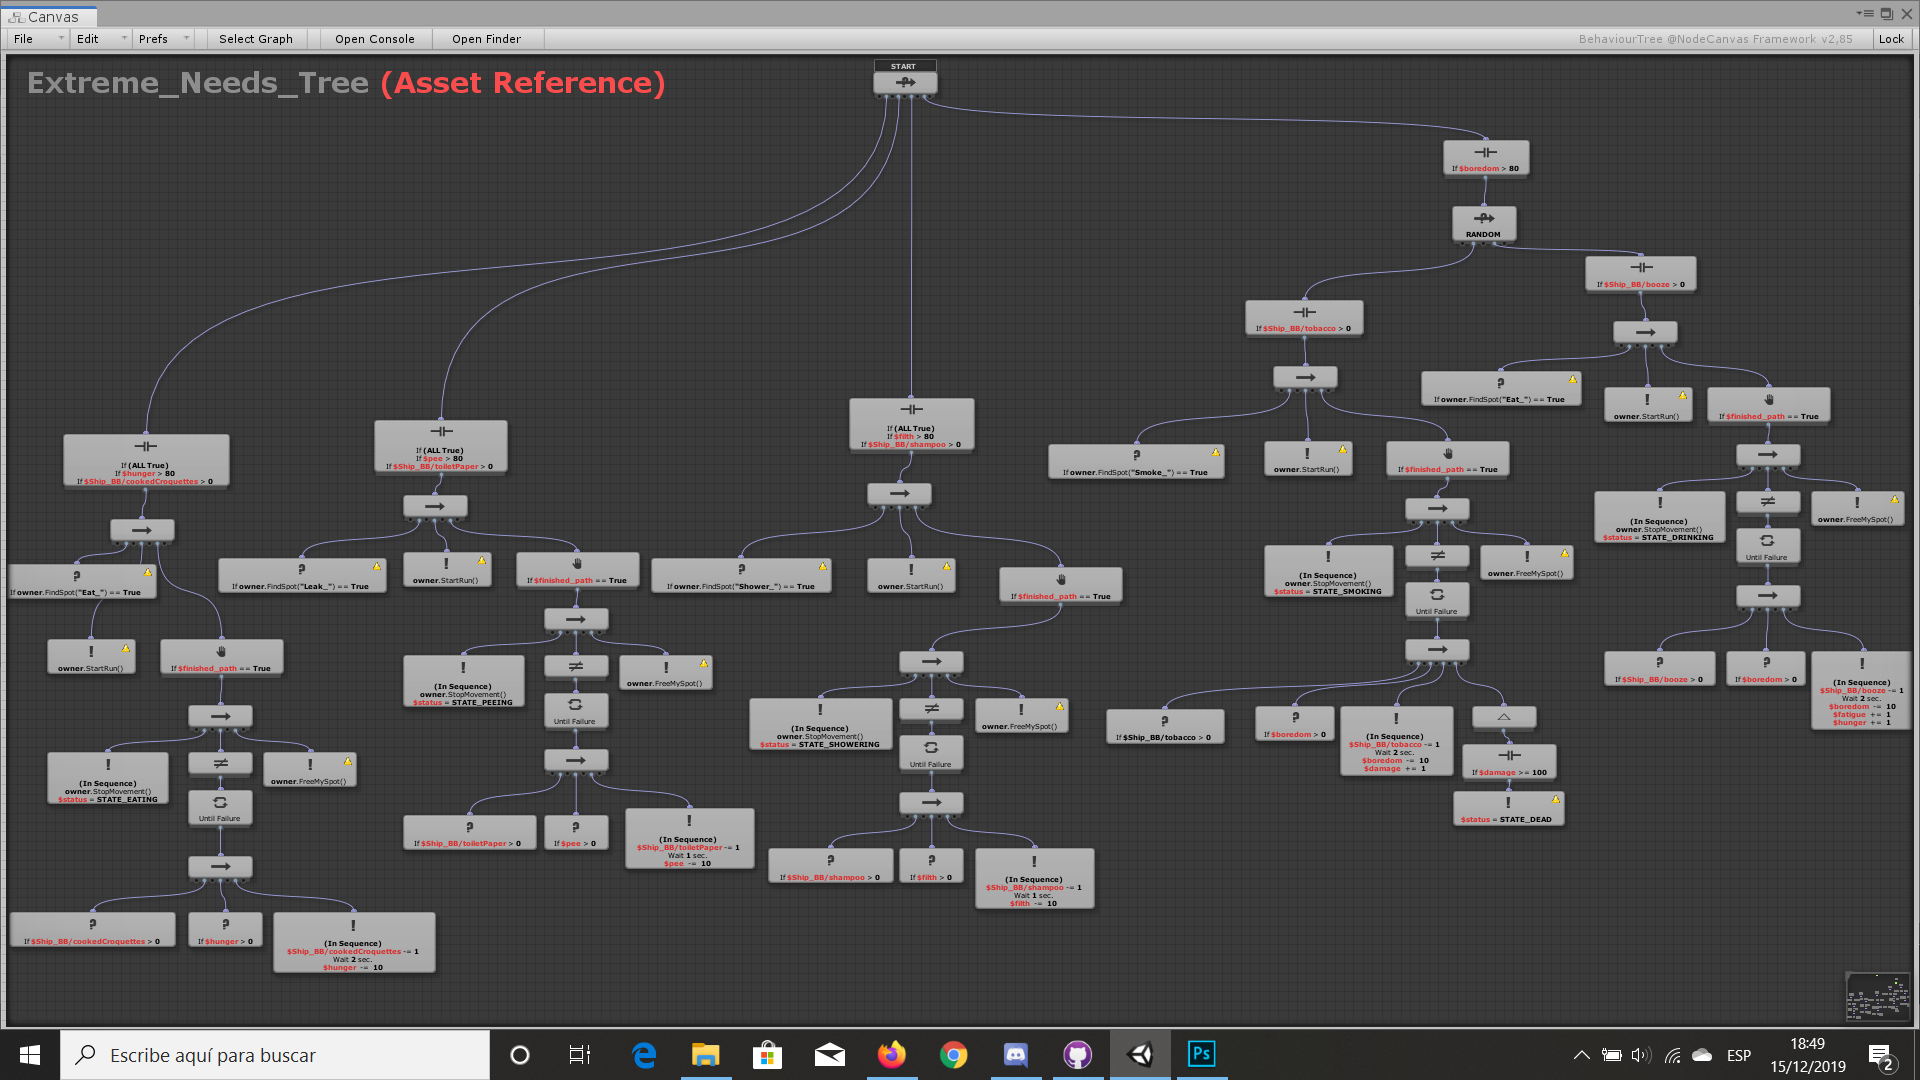 Canvas
File
Edit
Prefs
Select Graph
Open Console
Open Finder
BehaviourTree @NodeCanvas Framework v2,85
Lock
Extreme_Needs_Tree (Asset Reference)
START
If $boredom > 80
RANDOM
If $Ship_BB/booze > 0
If $Ship_BB/tobacco > 0
If owner.FindSpot("Eat_") == True
owner.StartRun()
If $finished_path == True
If (ALL True)
If $hunger > 80
If $Ship_BB/cookedCroquettes > 0
If (ALL True)
If $pee > 80
If $Ship_BB/toiletPaper > 0
If (ALL True)
If $filth > 80
If $Ship_BB/shampoo > 0
If owner.FindSpot("Smoke_") == True
owner.StartRun()
If $finished_path == True
(In Sequence)
owner.StopMovement()
$status = STATE_DRINKING
Until Failure
owner.FreeMySpot()
If owner.FindSpot("Eat_") == True
If owner.FindSpot("Leak_") == True
owner.StartRun()
If $finished_path == True
If owner.FindSpot("Shower_") == True
owner.StartRun()
If $finished_path == True
(In Sequence)
owner.StopMovement()
$status = STATE_SMOKING
Until Failure
owner.FreeMySpot()
owner.StartRun()
If $finished_path == True
(In Sequence)
owner.StopMovement()
$status = STATE_PEEING
Until Failure
owner.FreeMySpot()
(In Sequence)
owner.StopMovement()
$status = STATE_SHOWERING
Until Failure
owner.FreeMySpot()
If $Ship_BB/tobacco > 0
If $boredom > 0
(In Sequence)
$Ship_BB/tobacco -= 1
Wait 2 sec.
$boredom -= 10
$damage += 1
If $damage >= 100
$status = STATE_DEAD
If $Ship_BB/booze > 0
If $boredom > 0
(In Sequence)
$Ship_BB/booze -= 1
Wait 2 sec.
$boredom -= 10
$fatigue += 1
$hunger += 1
(In Sequence)
owner.StopMovement()
$status = STATE_EATING
Until Failure
owner.FreeMySpot()
If $Ship_BB/toiletPaper > 0
If $pee > 0
(In Sequence)
$Ship_BB/toiletPaper -= 1
Wait 1 sec.
$pee -= 10
If $Ship_BB/shampoo > 0
If $filth > 0
(In Sequence)
$Ship_BB/shampoo -= 1
Wait 1 sec.
$filth -= 10
If $Ship_BB/cookedCroquettes > 0
If $hunger > 0
(In Sequence)
$Ship_BB/cookedCroquettes -= 1
Wait 2 sec.
$hunger -= 10
Escribe aquí para buscar
Ps
ESP
18:49
15/12/2019
2